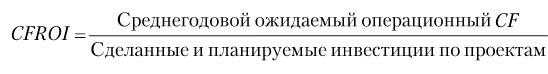 Среднегодовой ожидаемый операционный CF
CFROI =
Сделанные и планируемые инвестиции по проектам